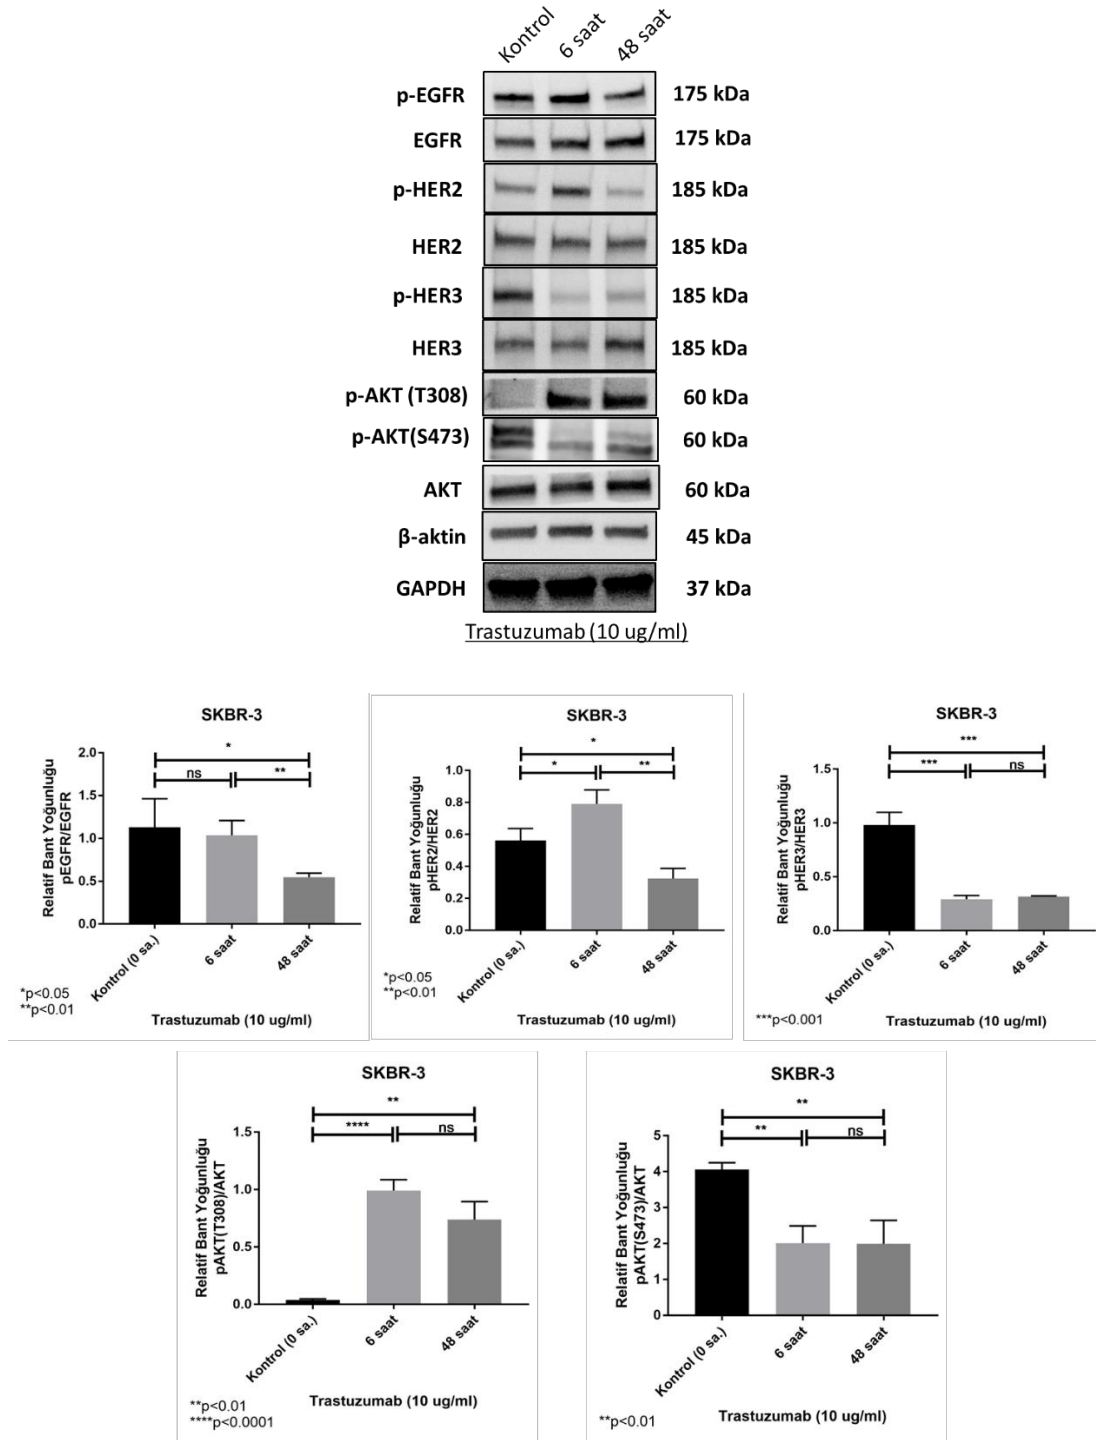 Kontrol 6 saat 48 saat
p-EGFR 175 kDa
EGFR 175 kDa
p-HER2 185 kDa
HER2 185 kDa
p-HER3 185 kDa
HER3 185 kDa
p-AKT (T308) 60 kDa
p-AKT(S473) 60 kDa
AKT 60 kDa
β-aktin 45 kDa
GAPDH 37 kDa
Trastuzumab (10 ug/ml)
SKBR-3
*
ns **
Relatif Bant Yoğunluğu
pEGFR/EGFR
2.0
1.5
1.0
0.5
0.0
Kontrol (0 sa.) 6 saat 48 saat
*p<0.05
**p<0.01
Trastuzumab (10 ug/ml)
SKBR-3
*
* **
Relatif Bant Yoğunluğu
pHER2/HER2
1.0
0.8
0.6
0.4
0.2
0.0
Kontrol (0 sa.) 6 saat 48 saat
*p<0.05
**p<0.01
Trastuzumab (10 ug/ml)
SKBR-3
***
*** ns
Relatif Bant Yoğunluğu
pHER3/HER3
1.5
1.0
0.5
0.0
Kontrol (0 sa.) 6 saat 48 saat
***p<0.001
Trastuzumab (10 ug/ml)
SKBR-3
**
**** ns
Relatif Bant Yoğunluğu
pAKT(T308)/AKT
1.5
1.0
0.5
0.0
Kontrol (0 sa.) 6 saat 48 saat
**p<0.01
****p<0.0001
Trastuzumab (10 ug/ml)
SKBR-3
**
** ns
Relatif Bant Yoğunluğu
pAKT(S473)/AKT
5
4
3
2
1
0
Kontrol (0 sa.) 6 saat 48 saat
**p<0.01
Trastuzumab (10 ug/ml)